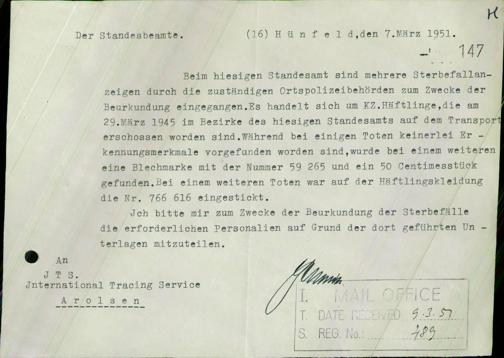 H
Der Standesbeamte. (16) H ü n f e l d,den 7.März 1951.
147
Beim hiesigen Standesamt sind mehrere Sterbefallan-
zeigen durch die zuständigen Ortspolizeibehörden zum Zwecke der
Beurkundung eingegangen.Es handelt sich um KZ.Häftlinge,die am
29.März 1945 im Bezirke des hiesigen Standesamts auf dem Transport
erschossen worden sind.Während bei einigen Toten keinerlei Er-
kennungsmerkmale vorgefunden worden sind,wurde bei einem weiteren
eine Blechmarke mit der Nummer 59 265 und ein 50 Centimesstück
gefunden.Bei einem weiteren Toten war auf der Häftlingskleidung
die Nr. 766 616 eingestickt.
Ich bitte mir zum Zwecke der Beurkundung der Sterbefälle
die erforderlichen Personalien auf Grund der dort geführten Un-
terlagen mitzuteilen.
An
J T S.
Jnternational Tracing Service
A r o l s e n
I. MAIL OFFICE
T. DATE RECEIVED 9.3.51
S. REG. No.: 489